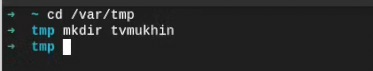 ➜ ~ cd /var/tmp
➜ tmp mkdir tvmukhin
➜ tmp